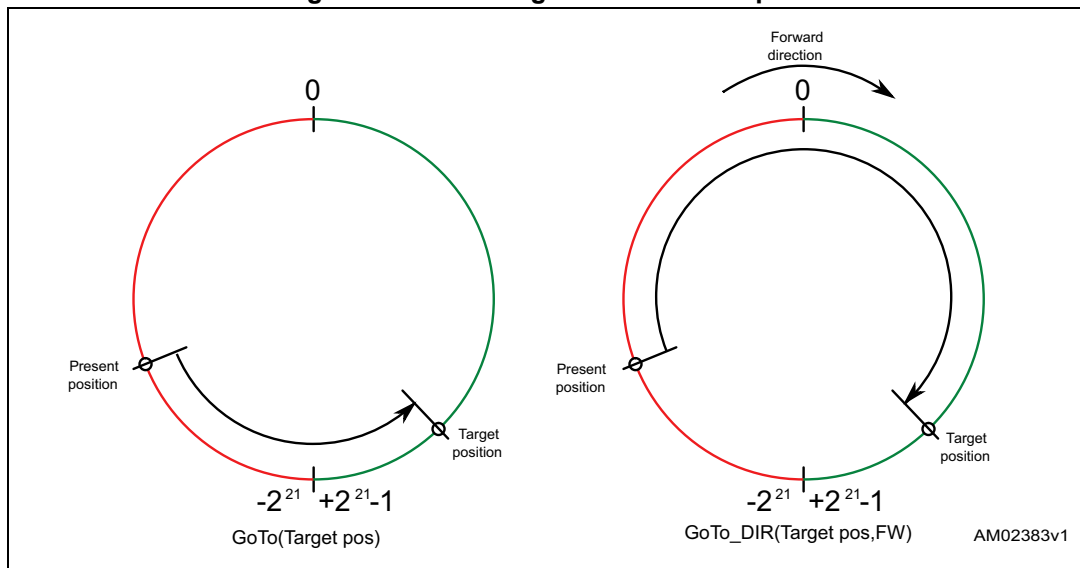 Forward
direction
0
0
Present
position
Target
position
-2²¹ +2²¹-1
GoTo(Target pos)
Present
position
Target
position
-2²¹ +2²¹-1
GoTo_DIR(Target pos,FW)
AM02383v1